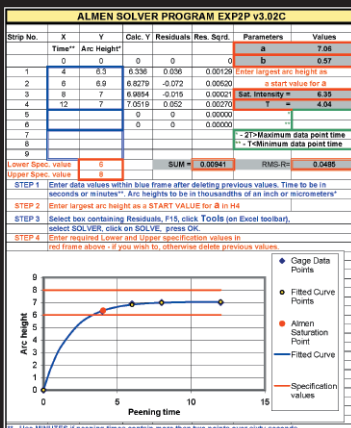 ALMEN SOLVER PROGRAM EXP2P v3.02C
Strip No. X Y Calc. Y Residuals Res. Sqrd. Parameters Values
Time** Arc Height* a 7.06
0 0 0 0 b 0.57
1 4 6.3 6.336 0.036 0.00129 Enter largest arc height as
2 6 6.9 6.8279 -0.072 0.00520 a start value for a
3 8 7 6.9854 -0.015 0.00021 Sat. Intensity = 6.35
4 12 7 7.0519 0.052 0.00270 T = 4.04
5 0 0 0.00000
6 0 0 0.00000
7 * - 2T>Maximum data point time
8 ** - T<Minimum data point time
9
Lower Spec. value 6 SUM = 0.00941 RMS-R= 0.0485
Upper Spec. value 8
STEP 1 Enter data values within blue frame after deleting previous values. Time to be in
seconds or minutes**. Arc heights to be in thousandths of an inch or micrometers*
STEP 2 Enter largest arc height as a START VALUE for a in H4
STEP 3 Select box containing Residuals, F15, click Tools (on Excel toolbar),
select SOLVER, click on SOLVE, press OK.
STEP 4 Enter required Lower and Upper specification values in
red frame above - if you wish to, otherwise delete previous values.
Arc height
9
8
7
6
5
4
3
2
1
0
0 5 10 15
Peening time
Gage Data
Points
Fitted Curve
Points
Almen
Saturation
Point
Fitted Curve
Specification
values